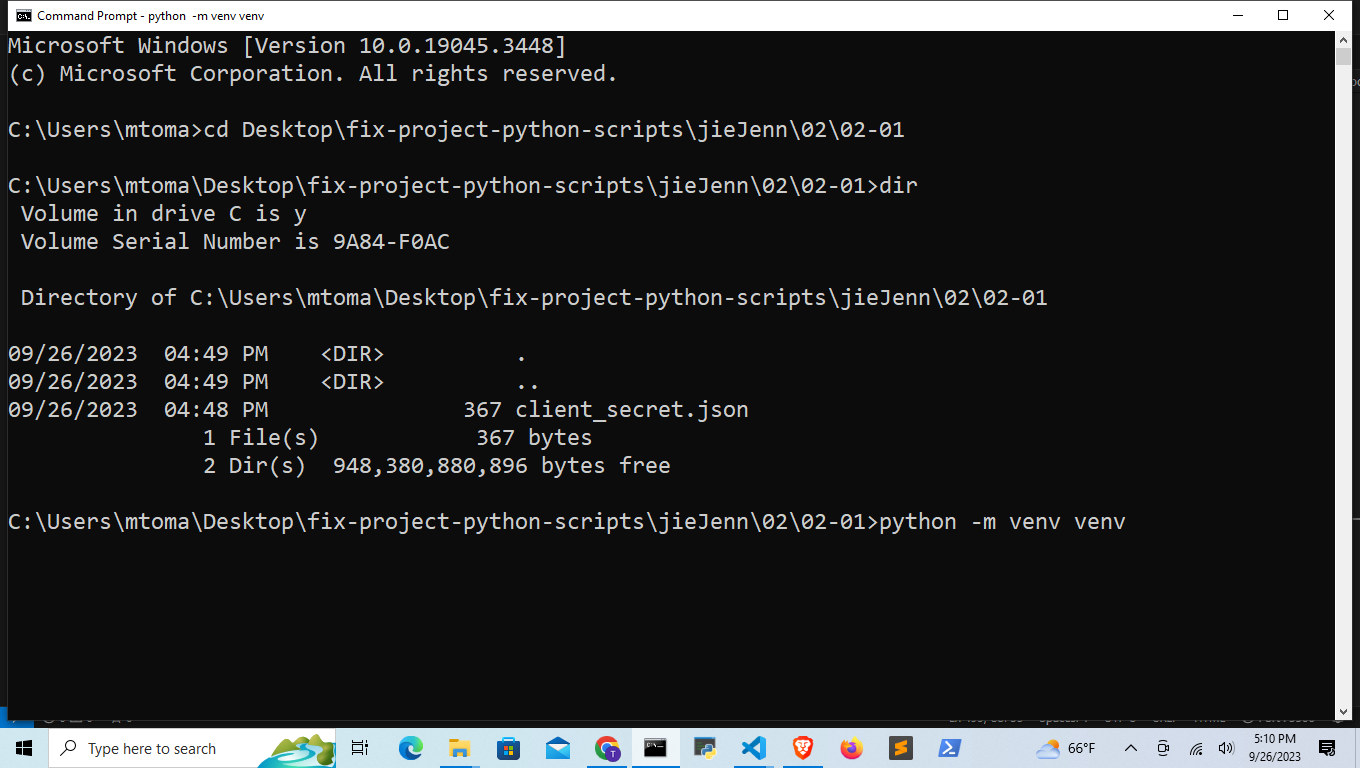 Command Prompt - python  -m venv venv
Microsoft Windows [Version 10.0.19045.3448]
(c) Microsoft Corporation. All rights reserved.
C:\Users\mtoma>cd Desktop\fix-project-python-scripts\jieJenn\02\02-01
C:\Users\mtoma\Desktop\fix-project-python-scripts\jieJenn\02\02-01>dir
 Volume in drive C is y
 Volume Serial Number is 9A84-F0AC
 Directory of C:\Users\mtoma\Desktop\fix-project-python-scripts\jieJenn\02\02-01
09/26/2023  04:49 PM    <DIR>          .
09/26/2023  04:49 PM    <DIR>          ..
09/26/2023  04:48 PM               367 client_secret.json
               1 File(s)            367 bytes
               2 Dir(s)  948,380,880,896 bytes free
C:\Users\mtoma\Desktop\fix-project-python-scripts\jieJenn\02\02-01>python -m venv venv
Type here to search
66°F
5:10 PM
9/26/2023